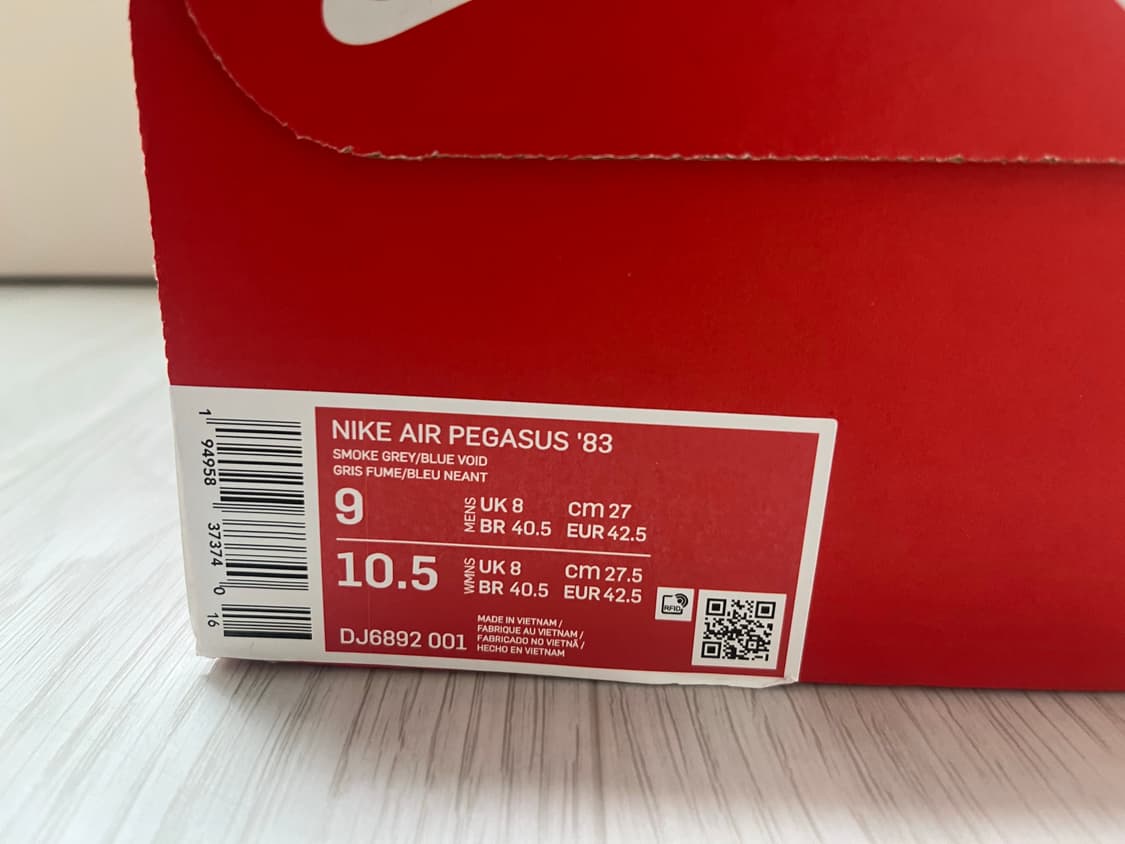 NIKE AIR PEGASUS '83
SMOKE GREY/BLUE VOID
GRIS FUME/BLEU NEANT
9
MENS
UK 8 cm 27
BR 40.5 EUR 42.5
10.5
WMNS
UK 8 cm 27.5
BR 40.5 EUR 42.5
DJ6892 001
MADE IN VIETNAM /
FABRIQUE AU VIETNAM /
FABRICADO NO VIETNÃ /
HECHO EN VIETNAM
RFID
1 94958 37374 0 16